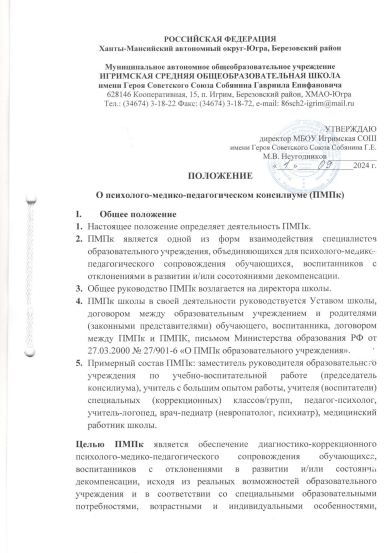 РОССИЙСКАЯ ФЕДЕРАЦИЯ
Ханты-Мансийский автономный округ-Югра, Березовский район
Муниципальное автономное общеобразовательное учреждение
ИГРИМСКАЯ СРЕДНЯЯ ОБЩЕОБРАЗОВАТЕЛЬНАЯ ШКОЛА
имени Героя Советского Союза Собянина Гавриила Епифановича
628146 Кооперативная, 15, п. Игрим, Березовский район, ХМАО-Югра
Тел.: (34674) 3-18-22 Факс: (34674) 3-18-72, e-mail: 86sch2-igrim@mail.ru
УТВЕРЖДАЮ
директор МБОУ Игримская СОШ
имени Героя Советского Союза Собянина Г.Е.
М.В. Неугодников
« 1 » 09 2024 г.
ПОЛОЖЕНИЕ
О психолого-медико-педагогическом консилиуме (ПМПк)
I. Общее положение
1. Настоящее положение определяет деятельность ПМПк.
2. ПМПк является одной из форм взаимодействия специалистов
образовательного учреждения, объединяющихся для психолого-медико-
педагогического сопровождения обучающихся, воспитанников с
отклонениями в развитии и/или сосотояниями декомпенсации.
3. Общее руководство ПМПк возлагается на директора школы.
4. ПМПк школы в своей деятельности руководствуется Уставом школы,
договором между образовательным учреждением и родителями
(законными представителями) обучающего, воспитанника, договором
между ПМПк и ПМПК, письмом Министерства образования РФ от
27.03.2000 № 27/901-6 «О ПМПк образовательного учреждения».
5. Примерный состав ПМПк: заместитель руководителя образовательного
учреждения по учебно-воспитательной работе (председатель
консилиума), учитель с большим опытом работы, учителя (воспитатели)
специальных (коррекционных) классов/групп, педагог-психолог,
учитель-логопед, врач-педиатр (невропатолог, психиатр), медицинский
работник школы.
Целью ПМПк является обеспечение диагностико-коррекционного
психолого-медико-педагогического сопровождения обучающихся,
воспитанников с отклонениями в развитии и/или состояниями
декомпенсации, исходя из реальных возможностей образовательного
учреждения и в соответствии со специальными образовательными
потребностями, возрастными и индивидуальными особенностями,